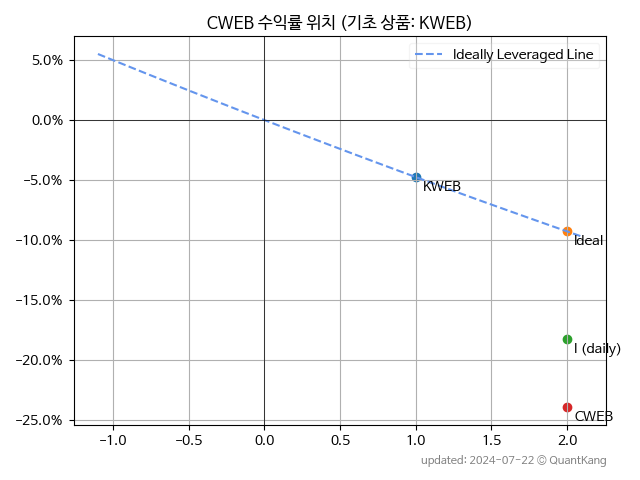 CWEB 수익률 위치 (기초 상품: KWEB)
Ideally Leveraged Line
5.0%
0.0%
−5.0%
−10.0%
−15.0%
−20.0%
−25.0%
KWEB
Ideal
I (daily)
CWEB
−1.0
−0.5
0.0
0.5
1.0
1.5
2.0
updated: 2024-07-22 ⓒ QuantKang